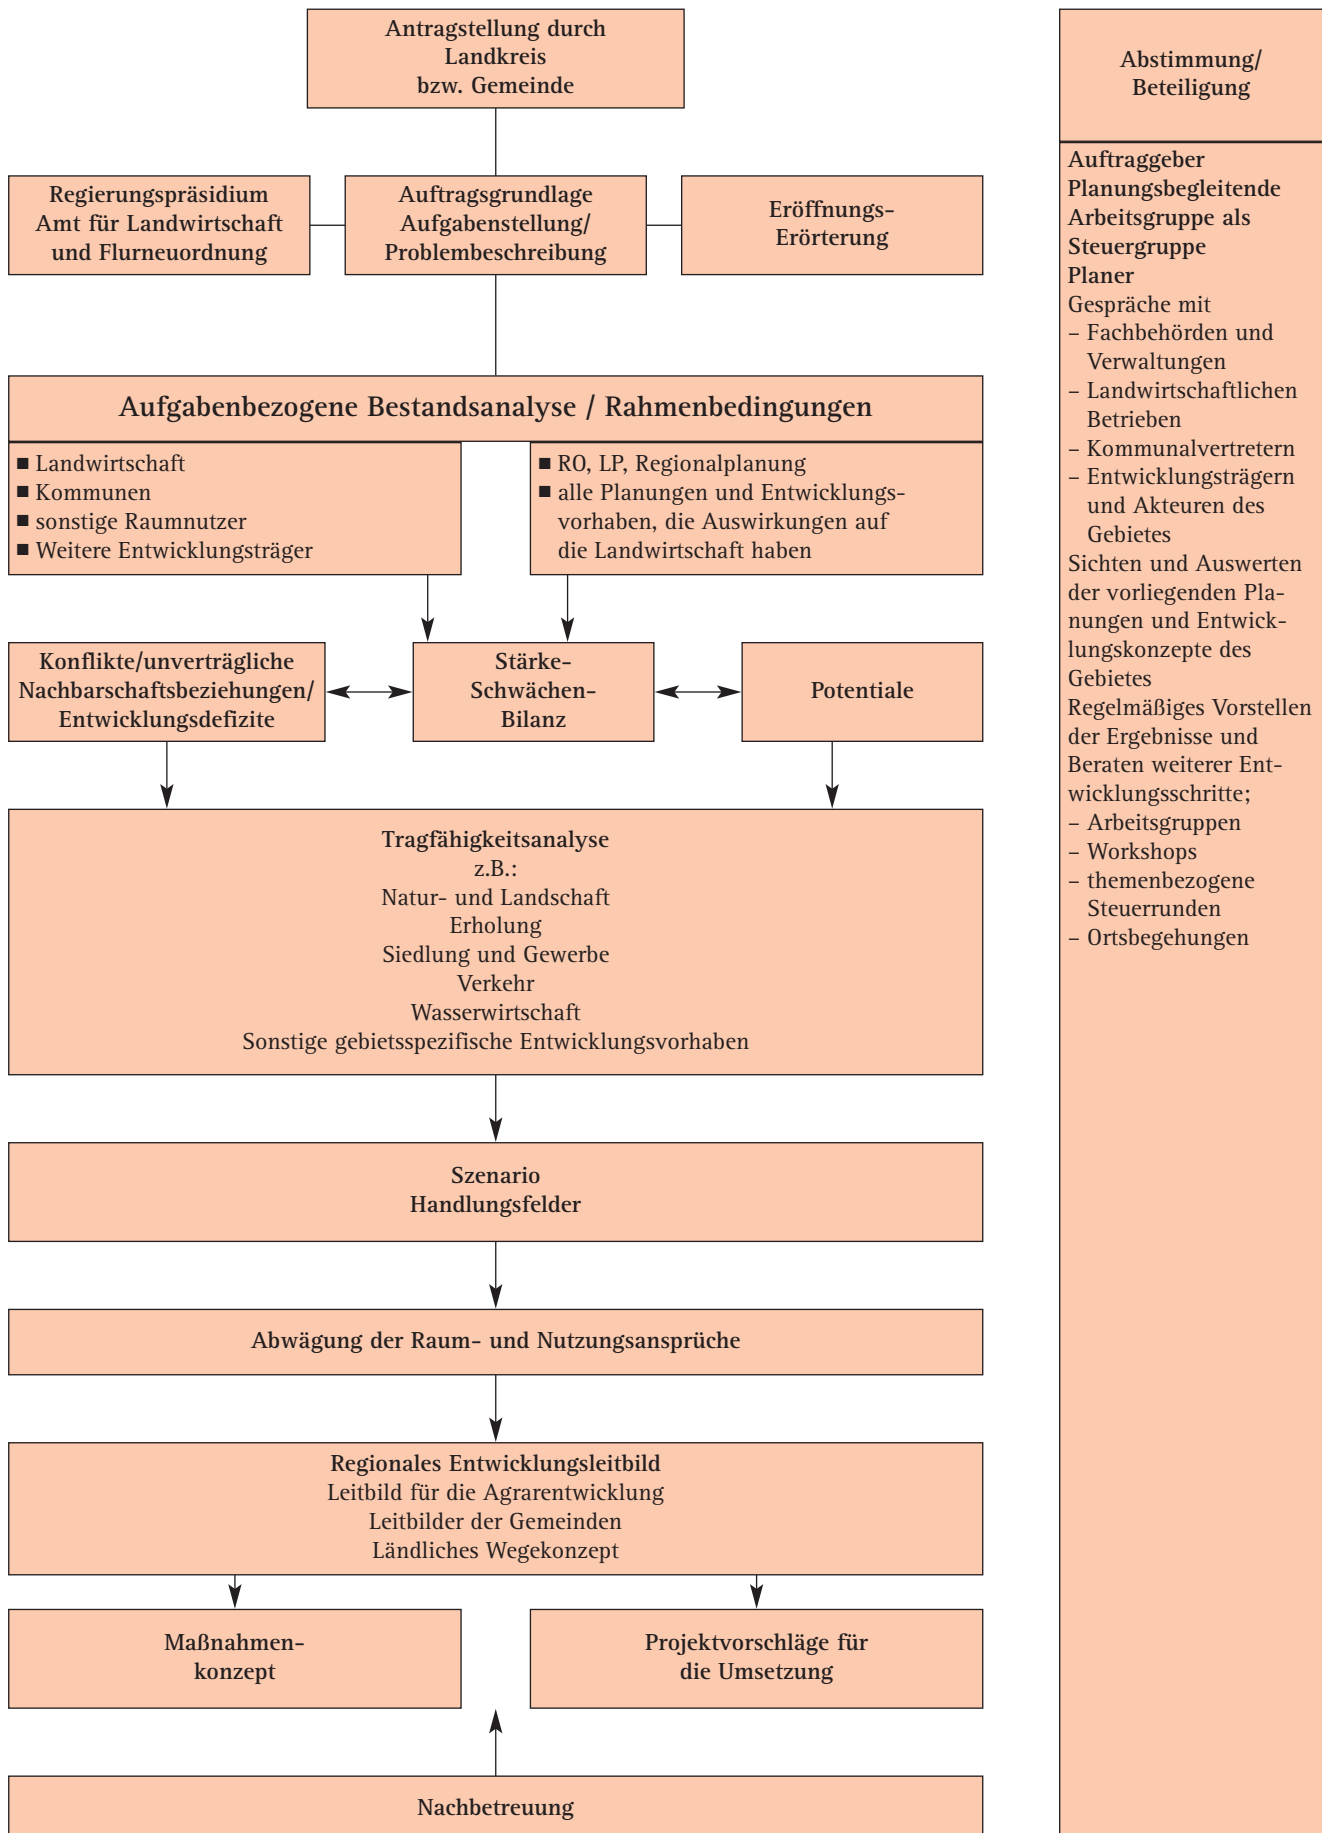 Antragstellung durch
Landkreis
bzw. Gemeinde
Regierungspräsidium
Amt für Landwirtschaft
und Flurneuordnung
Auftragsgrundlage
Aufgabenstellung/
Problembeschreibung
Eröffnungs-
Erörterung
Aufgabenbezogene Bestandsanalyse / Rahmenbedingungen
■ Landwirtschaft
■ Kommunen
■ sonstige Raumnutzer
■ Weitere Entwicklungsträger
■ RO, LP, Regionalplanung
■ alle Planungen und Entwicklungs-
vorhaben, die Auswirkungen auf
die Landwirtschaft haben
Konflikte/unverträgliche
Nachbarschaftsbeziehungen/
Entwicklungsdefizite
Stärke-
Schwächen-
Bilanz
Potentiale
Tragfähigkeitsanalyse
z.B.:
Natur- und Landschaft
Erholung
Siedlung und Gewerbe
Verkehr
Wasserwirtschaft
Sonstige gebietsspezifische Entwicklungsvorhaben
Szenario
Handlungsfelder
Abwägung der Raum- und Nutzungsansprüche
Regionales Entwicklungsleitbild
Leitbild für die Agrarentwicklung
Leitbilder der Gemeinden
Ländliches Wegekonzept
Maßnahmen-
konzept
Projektvorschläge für
die Umsetzung
Nachbetreuung
Abstimmung/
Beteiligung
Auftraggeber
Planungsbegleitende
Arbeitsgruppe als
Steuergruppe
Planer
Gespräche mit
– Fachbehörden und
Verwaltungen
– Landwirtschaftlichen
Betrieben
– Kommunalvertretern
– Entwicklungsträgern
und Akteuren des
Gebietes
Sichten und Auswerten
der vorliegenden Pla-
nungen und Entwick-
lungskonzepte des
Gebietes
Regelmäßiges Vorstellen
der Ergebnisse und
Beraten weiterer Ent-
wicklungsschritte;
– Arbeitsgruppen
– Workshops
– themenbezogene
Steuerrunden
– Ortsbegehungen